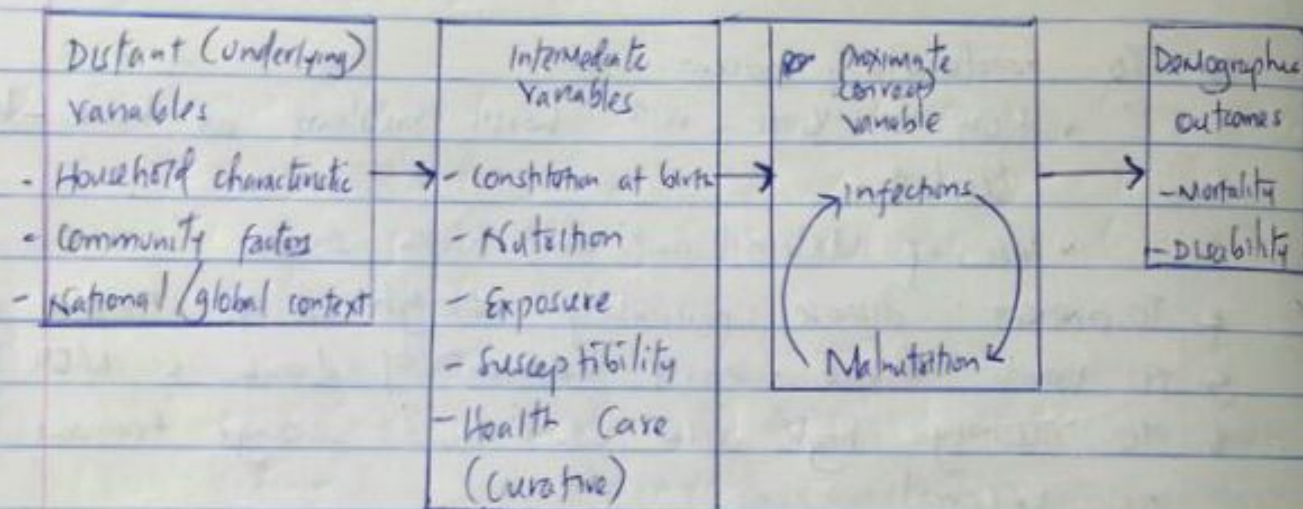 Distant (underlying)
variables
- Household characteristic
- community factors
- National/global context
Intermediate
variables
- Constitution at birth
- Nutrition
- Exposure
- Susceptibility
- Health Care
(curative)
proximate
variable
Infections
Malnutrition
Demographic
outcomes
- Mortality
- Disability